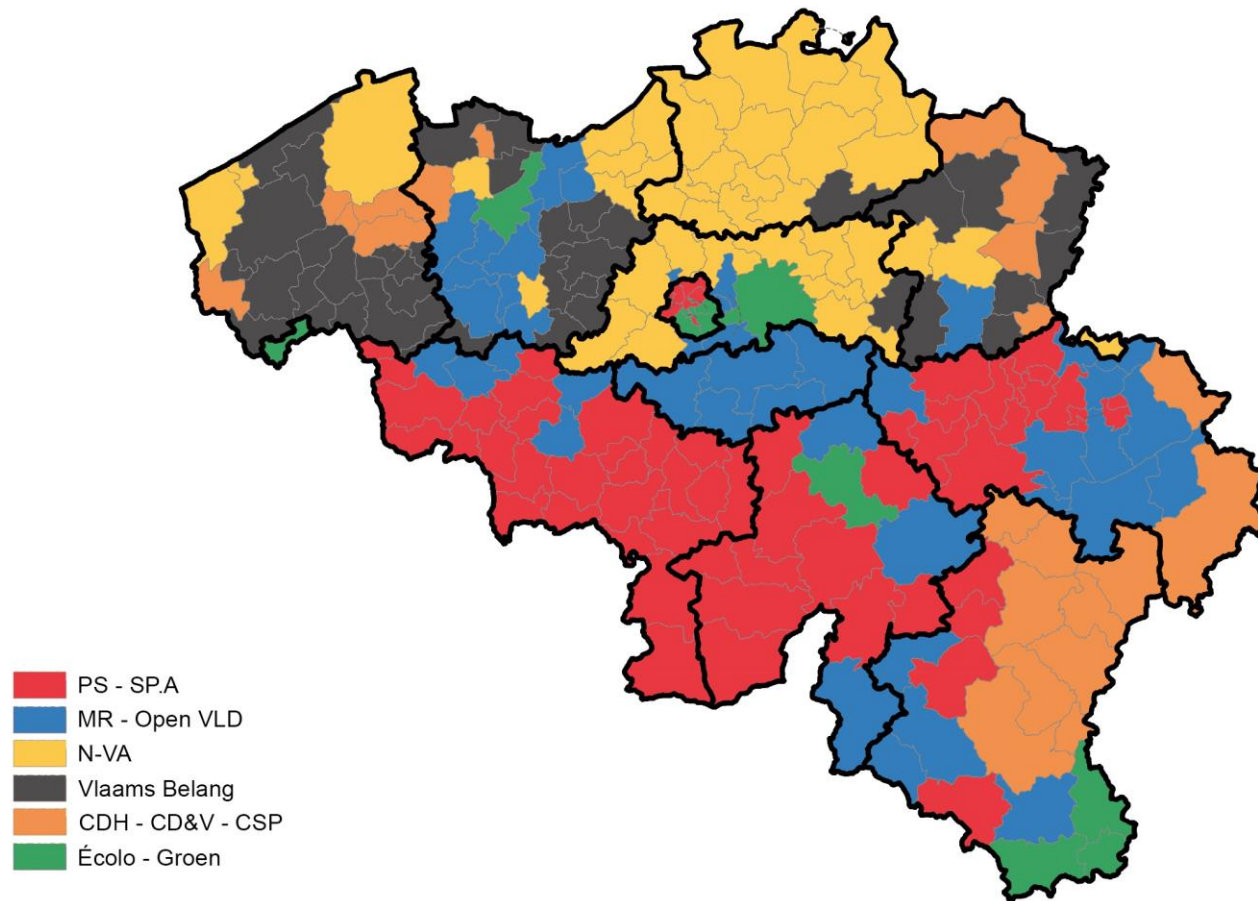 PS - SP.A
MR - Open VLD
N-VA
Vlaams Belang
CDH - CD&V - CSP
Écolo - Groen